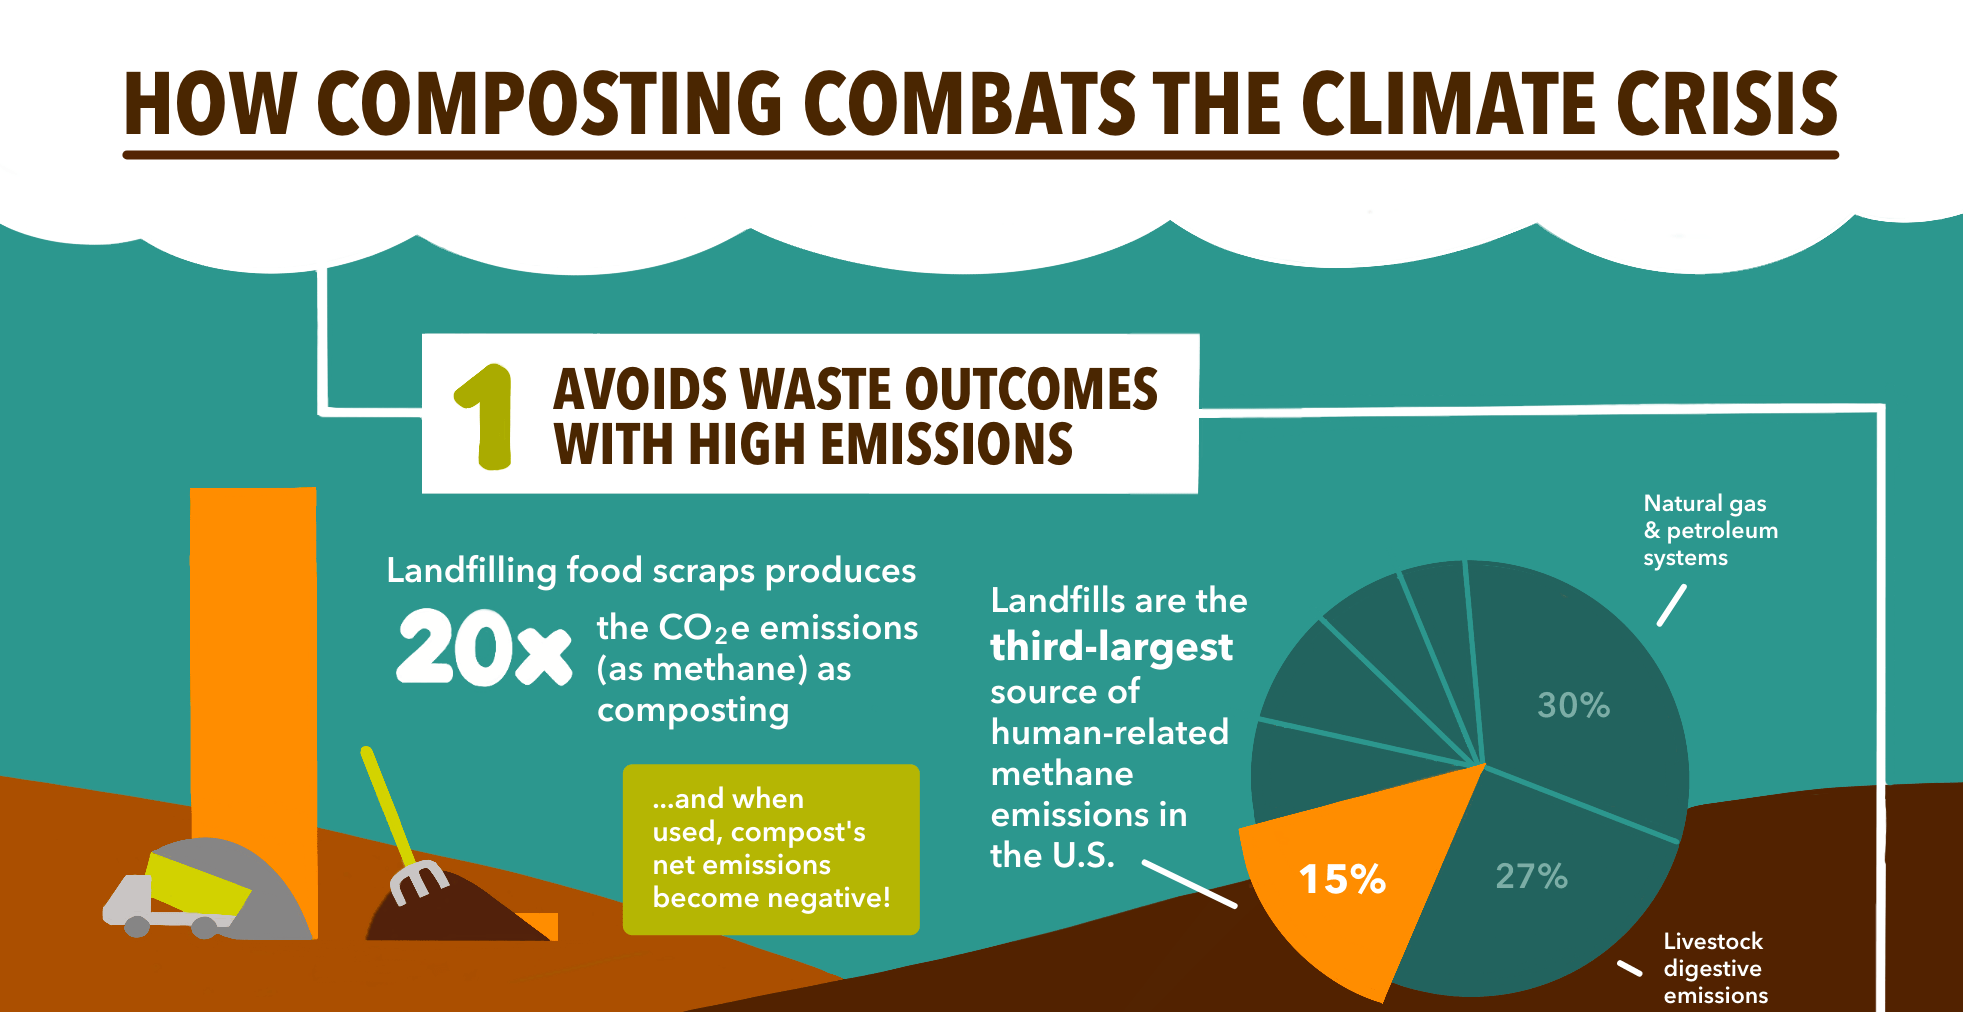 HOW COMPOSTING COMBATS THE CLIMATE CRISIS
1
AVOIDS WASTE OUTCOMES
WITH HIGH EMISSIONS
Landfilling food scraps produces
20x
the CO₂e emissions
(as methane) as
composting
...and when
used, compost's
net emissions
become negative!
Landfills are the
third-largest
source of
human-related
methane
emissions in
the U.S.
15%
Natural gas
& petroleum
systems
30%
27%
Livestock
digestive
emissions